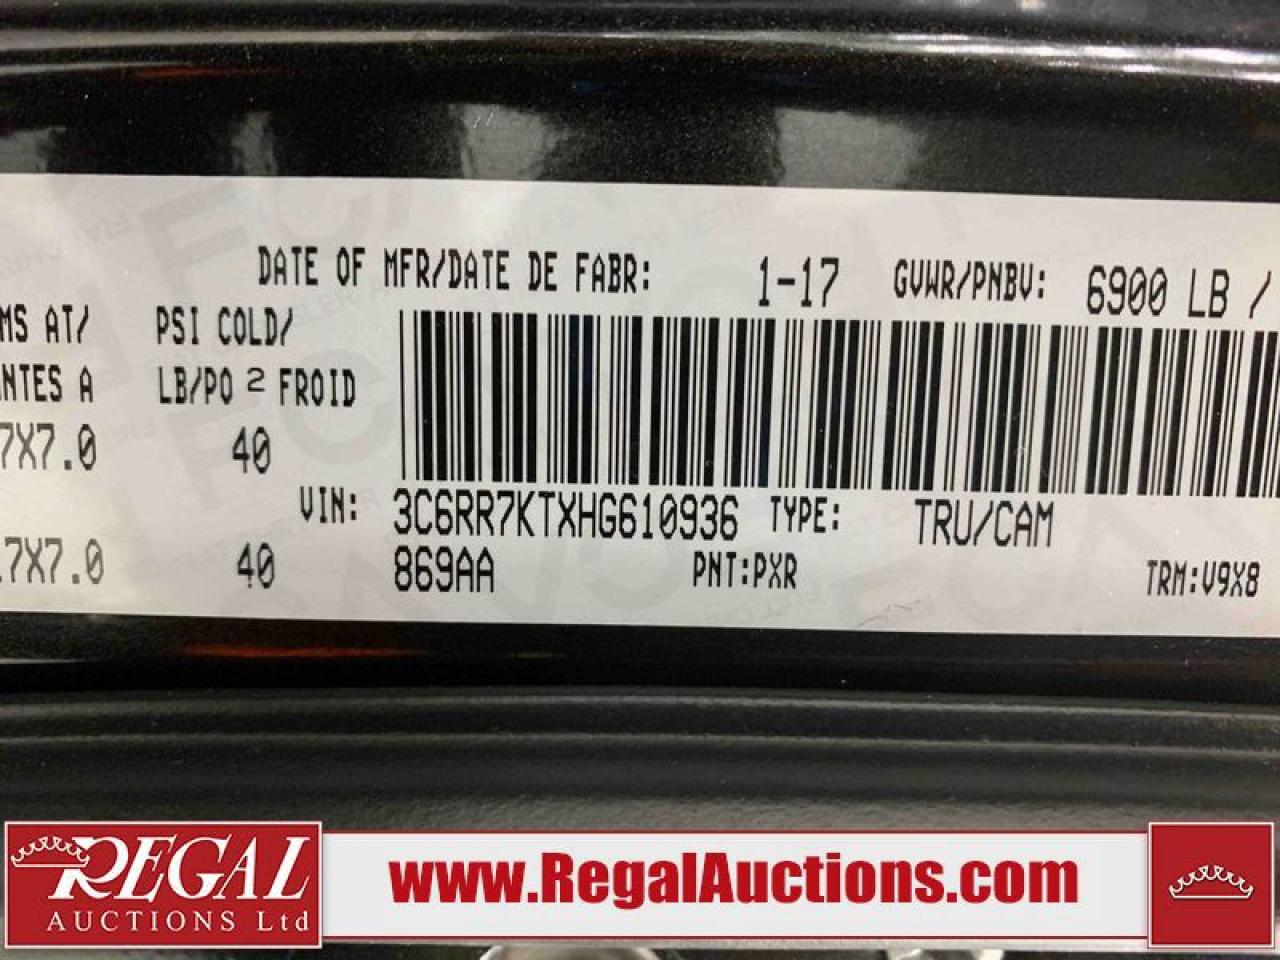 DATE OF MFR/DATE DE FABR: 1-17 GVWR/PNBV: 6900 LB /
MS AT/ PSI COLD/
NTES A LB/PO 2 FROID
7X7.0 40
VIN: 3C6RR7KTXHG610936 TYPE: TRU/CAM
7X7.0 40 869AA PNT:PXR TRM:V9X8
REGAL
AUCTIONS Ltd
www.RegalAuctions.com